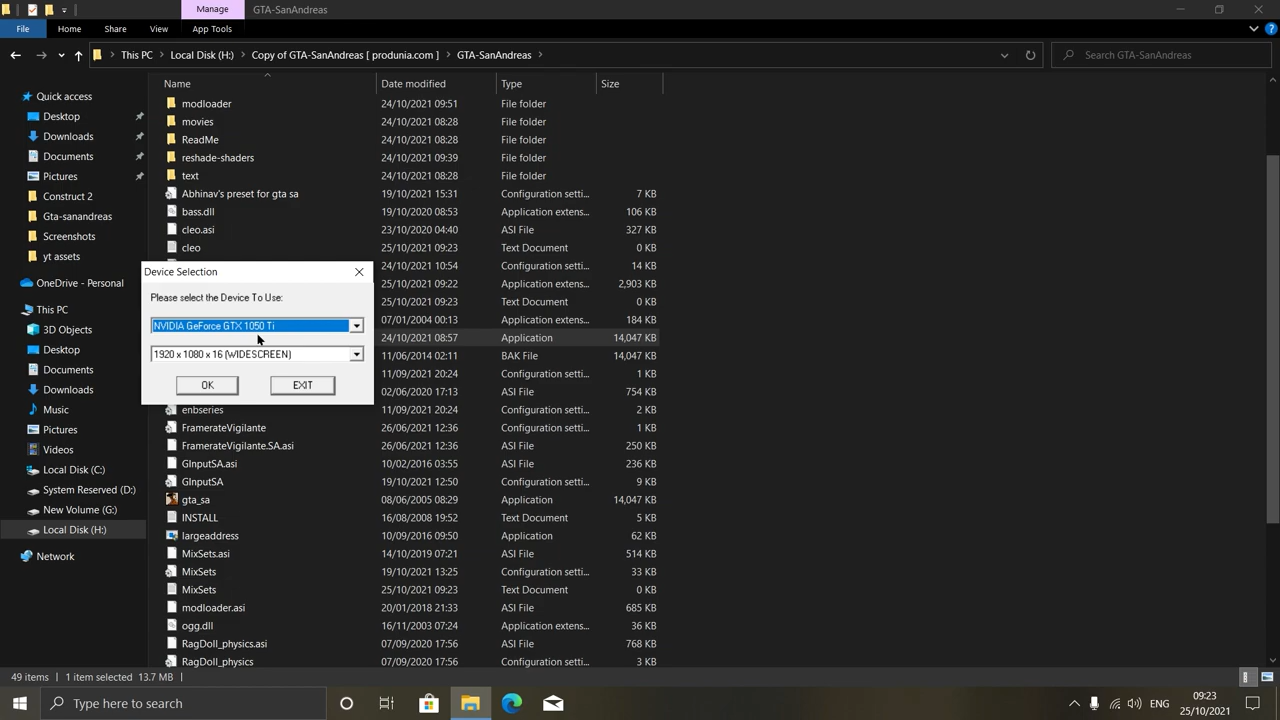 Manage
GTA-SanAndreas
File
Home
Share
View
App Tools
This PC
Local Disk (H:)
Copy of GTA-SanAndreas [ produnia.com ]
GTA-SanAndreas
Search GTA-SanAndreas
Name
Date modified
Type
Size
Quick access
Desktop
Downloads
Documents
Pictures
Construct 2
Gta-sanandreas
Screenshots
yt assets
OneDrive - Personal
This PC
3D Objects
Desktop
Documents
Downloads
Music
Pictures
Videos
Local Disk (C:)
System Reserved (D:)
New Volume (G:)
Local Disk (H:)
Network
modloader 24/10/2021 09:51 File folder
movies 24/10/2021 08:28 File folder
ReadMe 24/10/2021 08:28 File folder
reshade-shaders 24/10/2021 09:39 File folder
text 24/10/2021 08:28 File folder
Abhinav's preset for gta sa 19/10/2021 15:31 Configuration setti... 7 KB
bass.dll 19/10/2020 08:53 Application extens... 106 KB
cleo.asi 23/10/2020 04:40 ASI File 327 KB
cleo 25/10/2021 09:23 Text Document 0 KB
24/10/2021 10:54 Configuration setti... 14 KB
25/10/2021 09:22 Application extens... 2,903 KB
25/10/2021 09:23 Text Document 0 KB
07/01/2004 00:13 Application extens... 184 KB
24/10/2021 08:57 Application 14,047 KB
11/06/2014 02:11 BAK File 14,047 KB
11/09/2021 20:24 Configuration setti... 1 KB
02/06/2020 17:13 ASI File 754 KB
enbseries 11/09/2021 20:24 Configuration setti... 2 KB
FramerateVigilante 26/06/2021 12:36 Configuration setti... 1 KB
FramerateVigilante.SA.asi 26/06/2021 12:36 ASI File 250 KB
GInputSA.asi 10/02/2016 03:55 ASI File 236 KB
GInputSA 19/10/2021 12:50 Configuration setti... 9 KB
gta_sa 08/06/2005 08:29 Application 14,047 KB
INSTALL 16/08/2008 19:52 Text Document 5 KB
largeaddress 10/09/2016 09:50 Application 62 KB
MixSets.asi 14/10/2019 07:21 ASI File 514 KB
MixSets 19/10/2021 13:25 Configuration setti... 33 KB
MixSets 25/10/2021 09:23 Text Document 0 KB
modloader.asi 20/01/2018 21:33 ASI File 685 KB
ogg.dll 16/11/2003 07:24 Application extens... 36 KB
RagDoll_physics.asi 07/09/2020 17:56 ASI File 768 KB
RagDoll_physics 07/09/2020 17:56 Configuration setti... 3 KB
Device Selection
Please select the Device To Use:
NVIDIA GeForce GTX 1050 Ti
1920 x 1080 x 16 (WIDESCREEN)
OK
EXIT
49 items
1 item selected 13.7 MB
Type here to search
ENG
09:23
25/10/2021